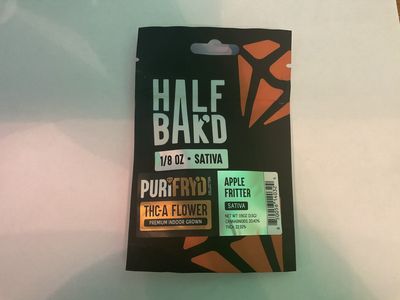 HALF
BAK'D
1/8 OZ • SATIVA
PURIFRYD
THC-A FLOWER
PREMIUM INDOOR GROWN
APPLE
FRITTER
SATIVA